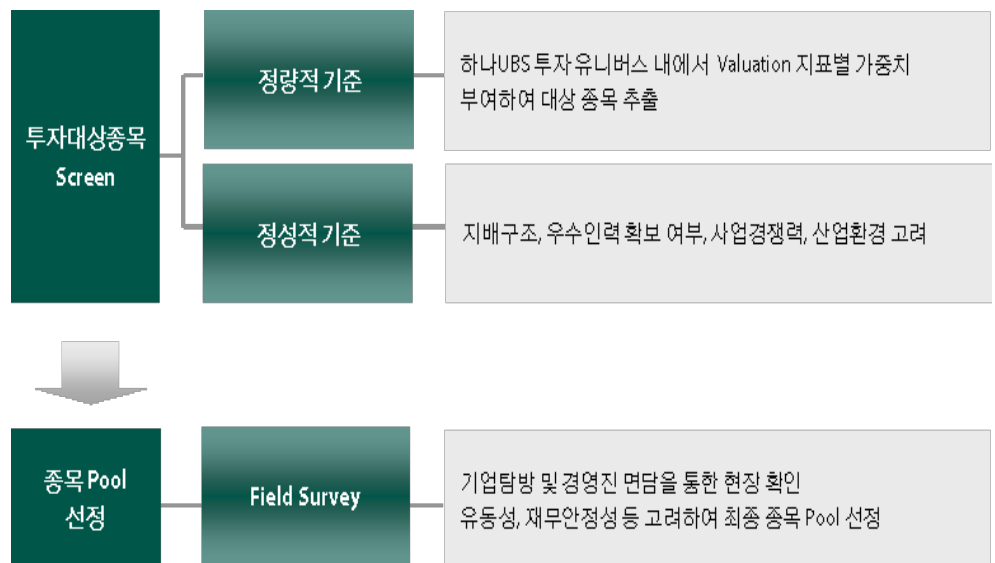 투자대상종목
Screen
정량적 기준
하나UBS 투자 유니버스 내에서 Valuation 지표별 가중치
부여하여 대상 종목 추출
정성적 기준
지배구조, 우수인력 확보 여부, 사업경쟁력, 산업환경 고려
종목 Pool
선정
Field Survey
기업탐방 및 경영진 면담을 통한 현장 확인
유동성, 재무안정성 등 고려하여 최종 종목 Pool 선정